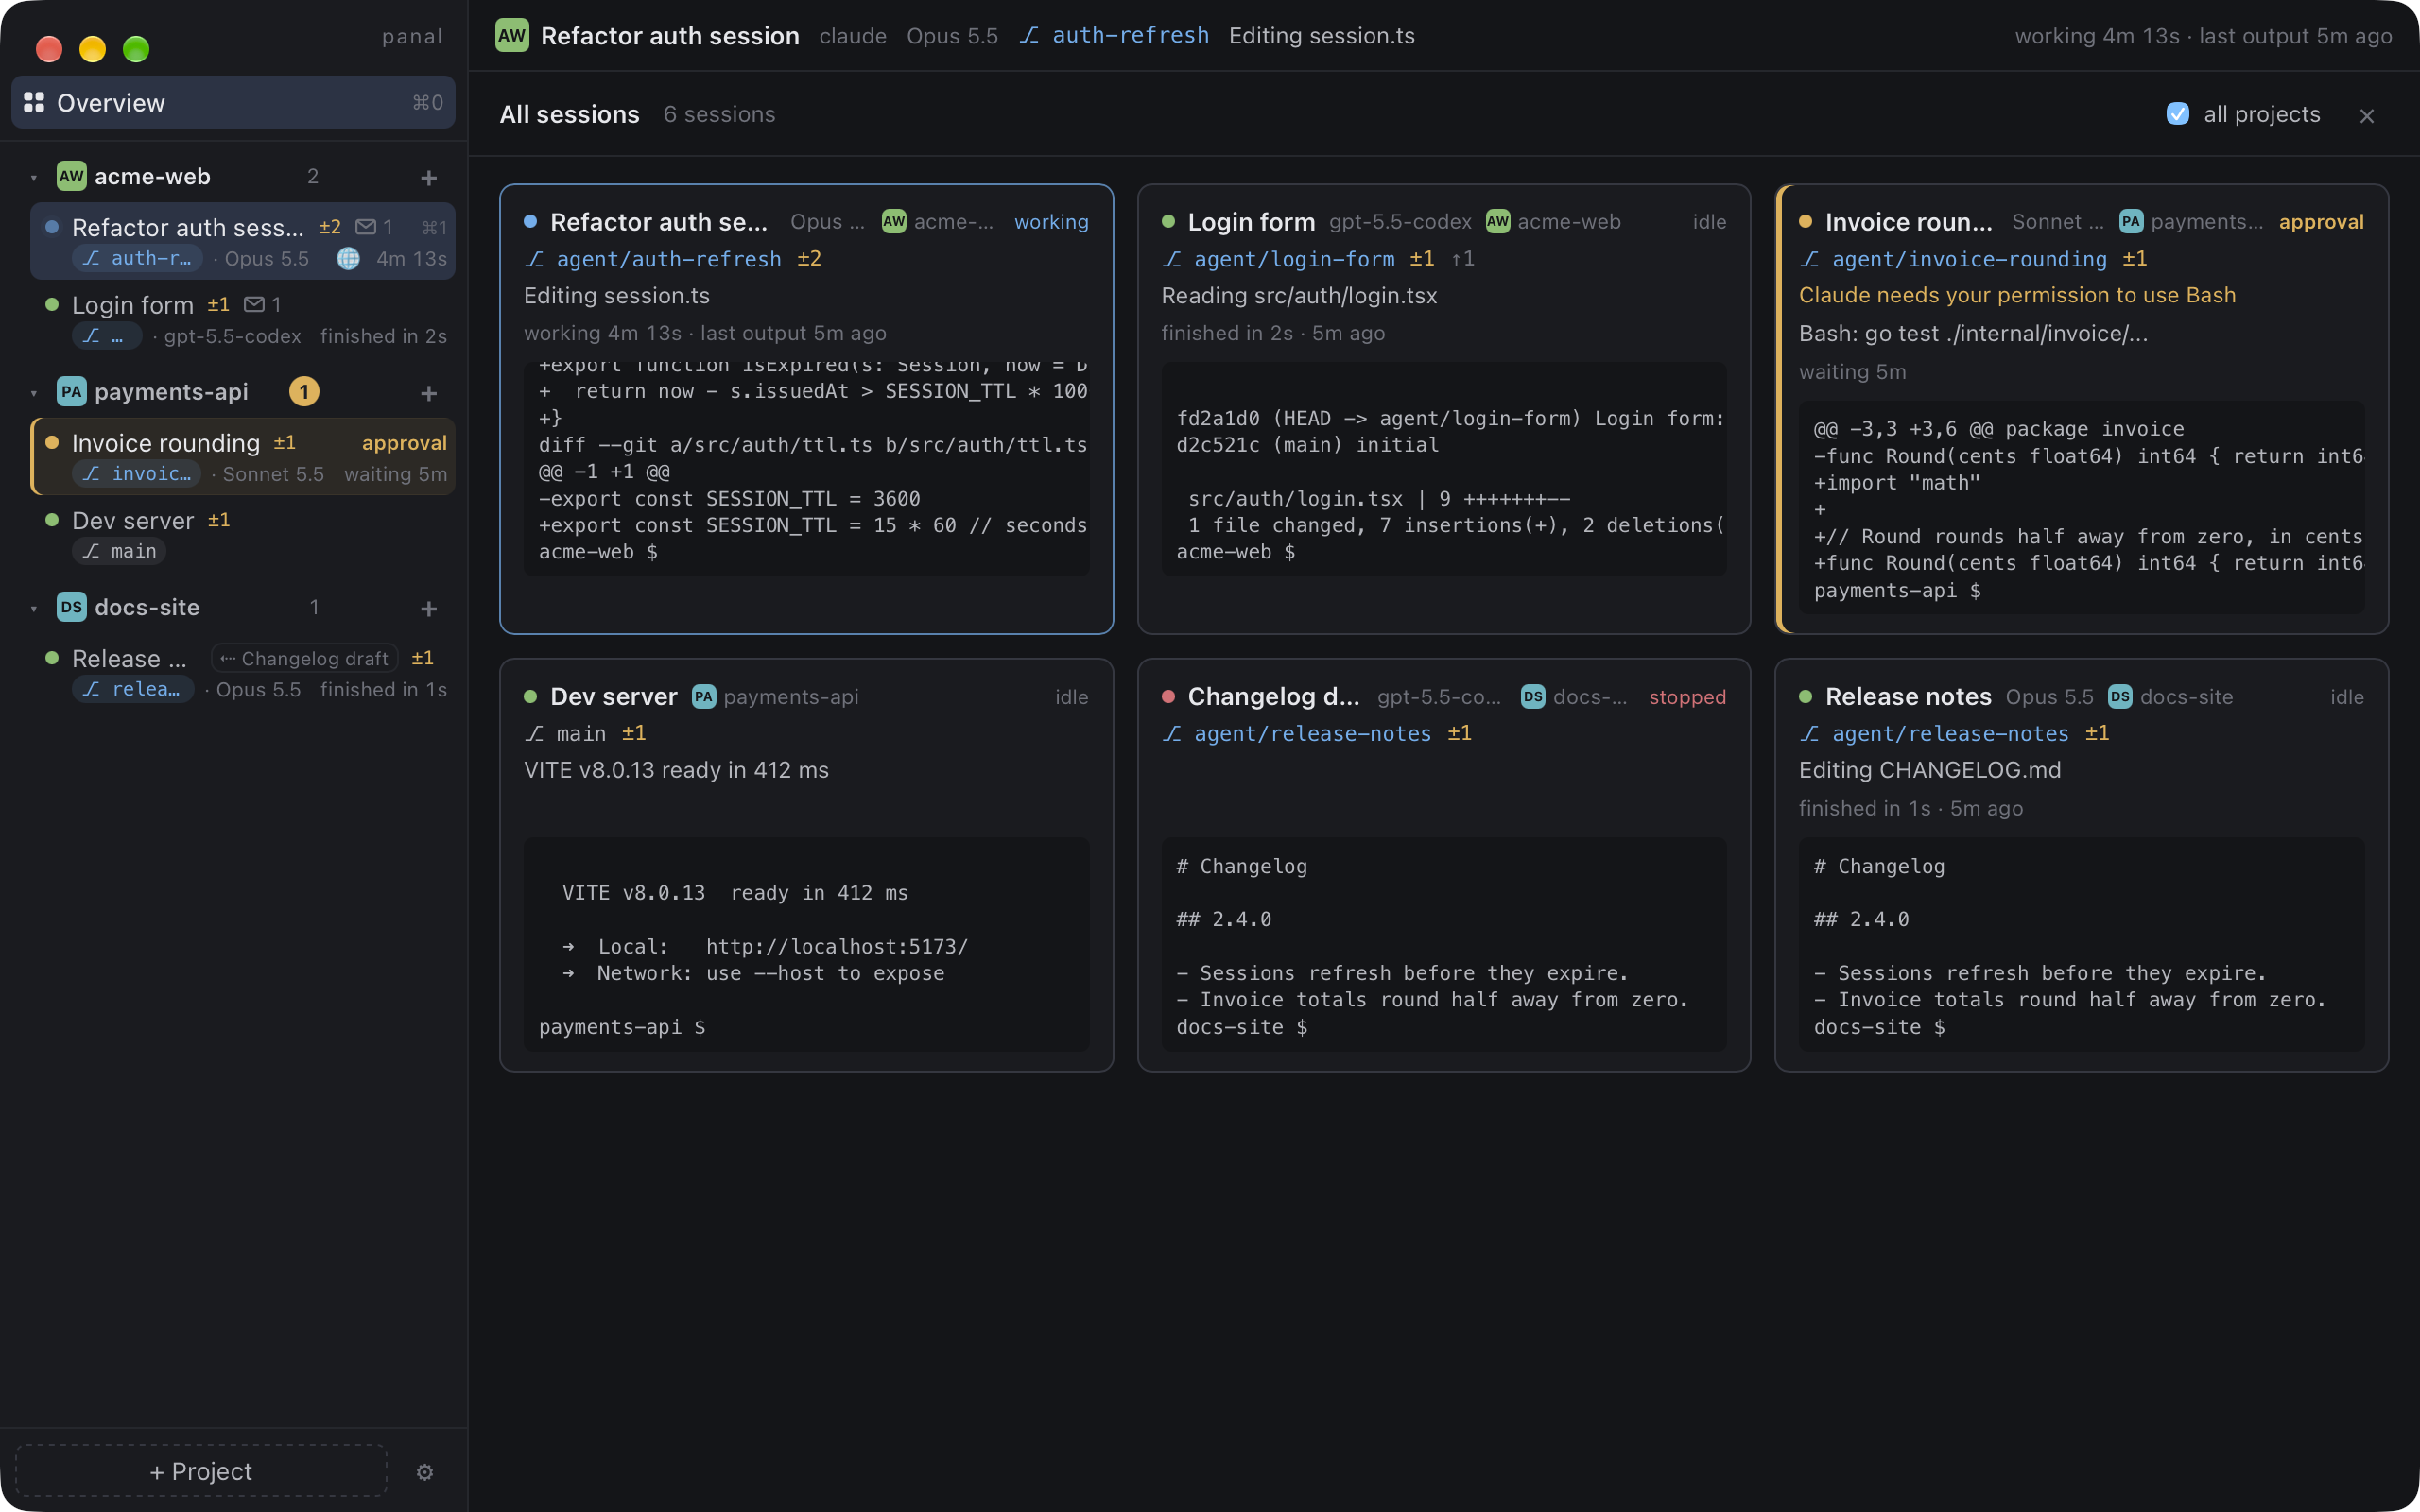 panal
Overview ⌘0
AW acme-web 2 +
Refactor auth sess... ±2 1 ⌘1
auth-r… · Opus 5.5 4m 13s
Login form ±1 1
… · gpt-5.5-codex finished in 2s
PA payments-api 1 +
Invoice rounding ±1 approval
invoic… · Sonnet 5.5 waiting 5m
Dev server ±1
main
DS docs-site 1 +
Release ... ⇠ Changelog draft ±1
relea… · Opus 5.5 finished in 1s
+ Project
AW Refactor auth session claude Opus 5.5 auth-refresh Editing session.ts working 4m 13s · last output 5m ago
All sessions 6 sessions all projects ×
Refactor auth se... Opus ... AW acme-... working
agent/auth-refresh ±2
Editing session.ts
working 4m 13s · last output 5m ago
+export function isExpired(s: Session, now = D
+  return now - s.issuedAt > SESSION_TTL * 100
+}
diff --git a/src/auth/ttl.ts b/src/auth/ttl.ts
@@ -1 +1 @@
-export const SESSION_TTL = 3600
+export const SESSION_TTL = 15 * 60 // seconds
acme-web $
Login form gpt-5.5-codex AW acme-web idle
agent/login-form ±1 ↑1
Reading src/auth/login.tsx
finished in 2s · 5m ago
fd2a1d0 (HEAD -> agent/login-form) Login form:
d2c521c (main) initial
src/auth/login.tsx | 9 +++++++--
1 file changed, 7 insertions(+), 2 deletions(
acme-web $
Invoice roun... Sonnet ... PA payments... approval
agent/invoice-rounding ±1
Claude needs your permission to use Bash
Bash: go test ./internal/invoice/...
waiting 5m
@@ -3,3 +3,6 @@ package invoice
-func Round(cents float64) int64 { return int6
+import "math"
+
+// Round rounds half away from zero, in cents
+func Round(cents float64) int64 { return int6
payments-api $
Dev server PA payments-api idle
main ±1
VITE v8.0.13 ready in 412 ms
VITE v8.0.13  ready in 412 ms
➜  Local:   http://localhost:5173/
➜  Network: use --host to expose
payments-api $
Changelog d... gpt-5.5-co... DS docs-... stopped
agent/release-notes ±1
# Changelog
## 2.4.0
- Sessions refresh before they expire.
- Invoice totals round half away from zero.
docs-site $
Release notes Opus 5.5 DS docs-site idle
agent/release-notes ±1
Editing CHANGELOG.md
finished in 1s · 5m ago
# Changelog
## 2.4.0
- Sessions refresh before they expire.
- Invoice totals round half away from zero.
docs-site $